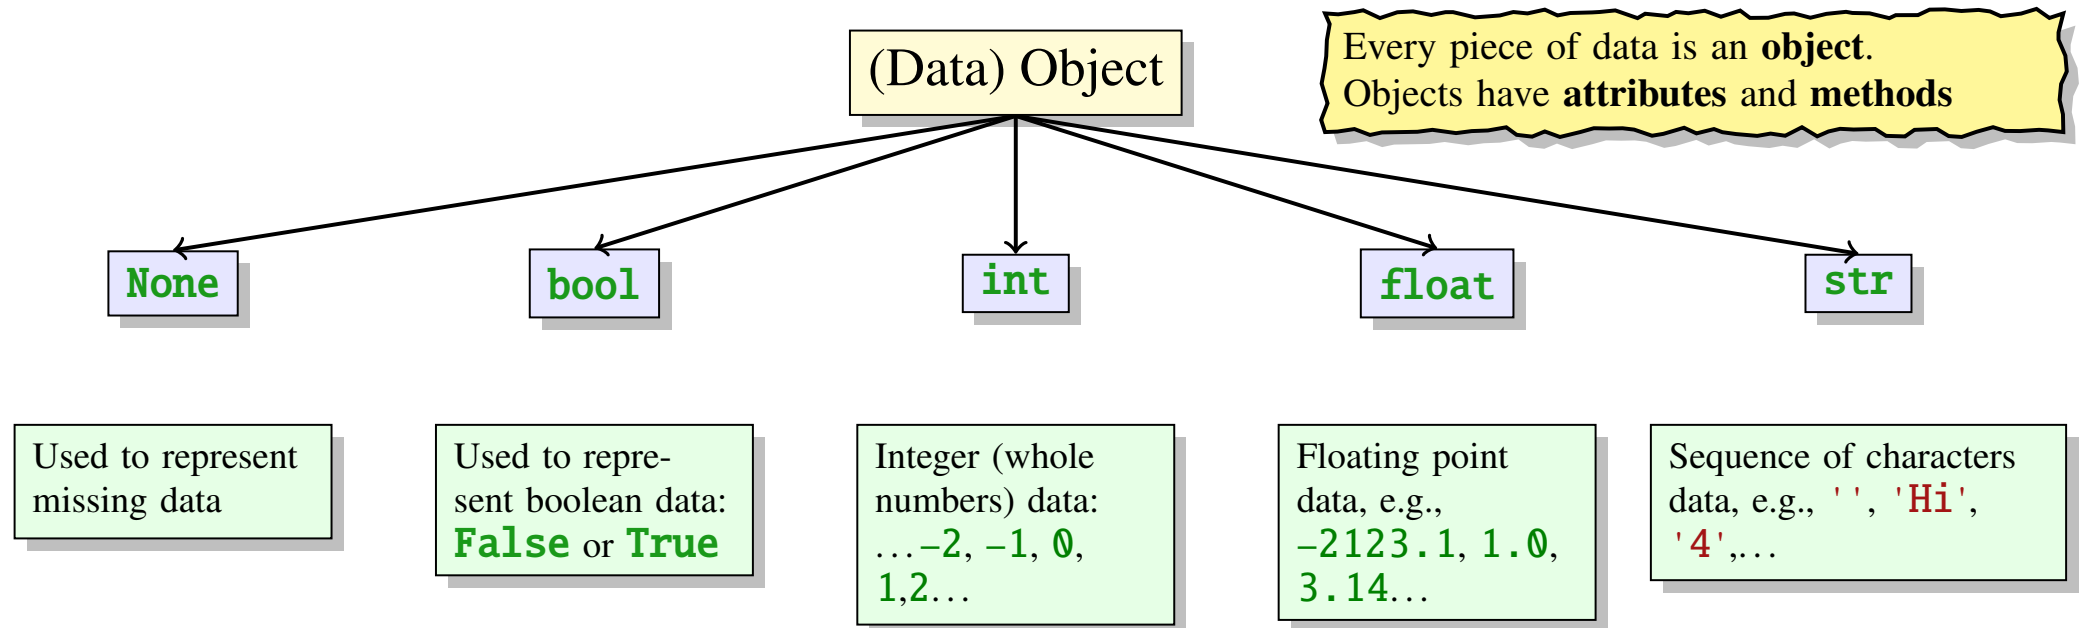 (Data) Object
Every piece of data is an object.
Objects have attributes and methods
None
bool
int
float
str
Used to represent
missing data
Used to repre-
sent boolean data:
False or True
Integer (whole
numbers) data:
...−2, −1, 0,
1,2...
Floating point
data, e.g.,
−2123.1, 1.0,
3.14...
Sequence of characters
data, e.g., ' ', 'Hi',
'4',...